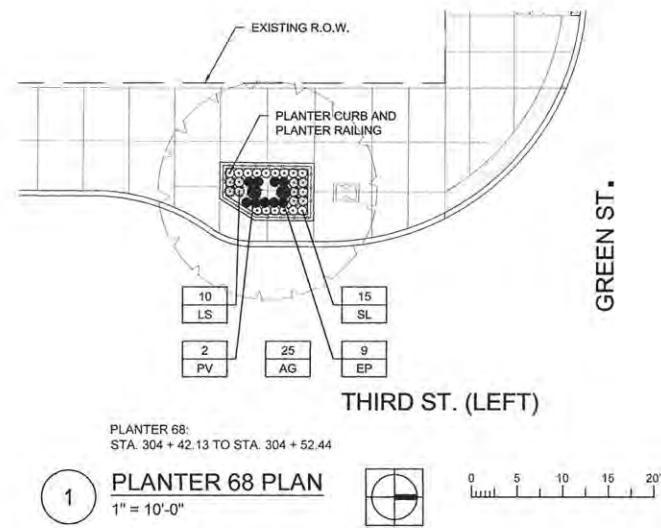 EXISTING R.O.W.
PLANTER CURB AND
PLANTER RAILING
GREEN ST.
10
LS
15
SL
2
PV
25
AG
9
EP
THIRD ST. (LEFT)
PLANTER 68:
STA. 304 + 42.13 TO STA. 304 + 52.44
1
PLANTER 68 PLAN
1" = 10'-0"
0 5 10 15 20'